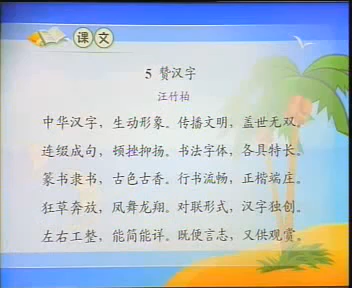 课文
5 赞汉字
汪竹柏
中华汉字，生动形象。传播文明，盖世无双。
连缀成句，顿挫抑扬。书法字体，各具特长。
篆书隶书，古色古香。行书流畅，正楷端庄。
狂草奔放，凤舞龙翔。对联形式，汉字独创。
左右工整，能简能详。既便言志，又供观赏。